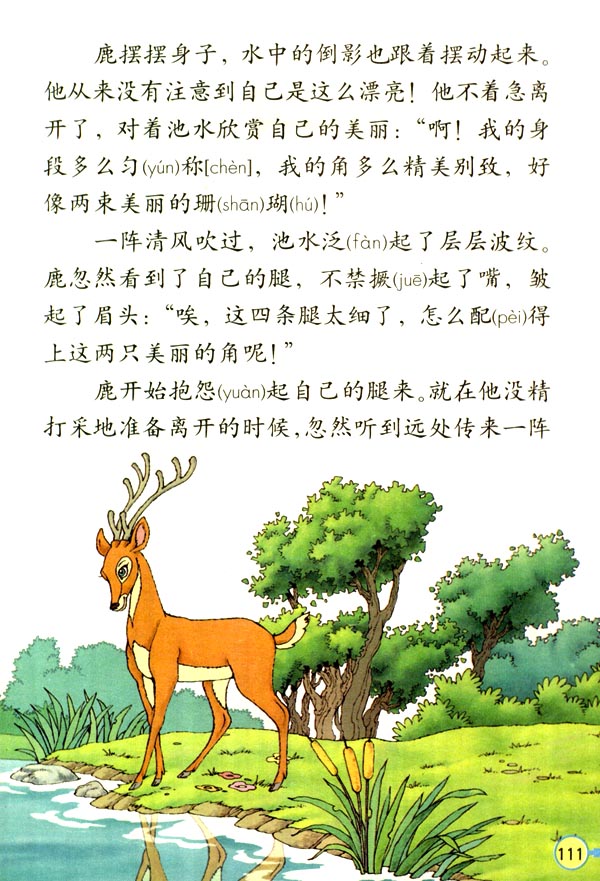 鹿摆摆身子，水中的倒影也跟着摆动起来。
他从来没有注意到自己是这么漂亮！他不着急离
开了，对着池水欣赏自己的美丽：“啊！我的身
段多么匀(yún)称[chèn]，我的角多么精美别致，好
像两束美丽的珊(shān)瑚(hú)！”
一阵清风吹过，池水泛(fàn)起了层层波纹。
鹿忽然看到了自己的腿，不禁撅(juē)起了嘴，皱
起了眉头：“唉，这四条腿太细了，怎么配(pèi)得
上这两只美丽的角呢！”
鹿开始抱怨(yuàn)起自己的腿来。就在他没精
打采地准备离开的时候，忽然听到远处传来一阵
111